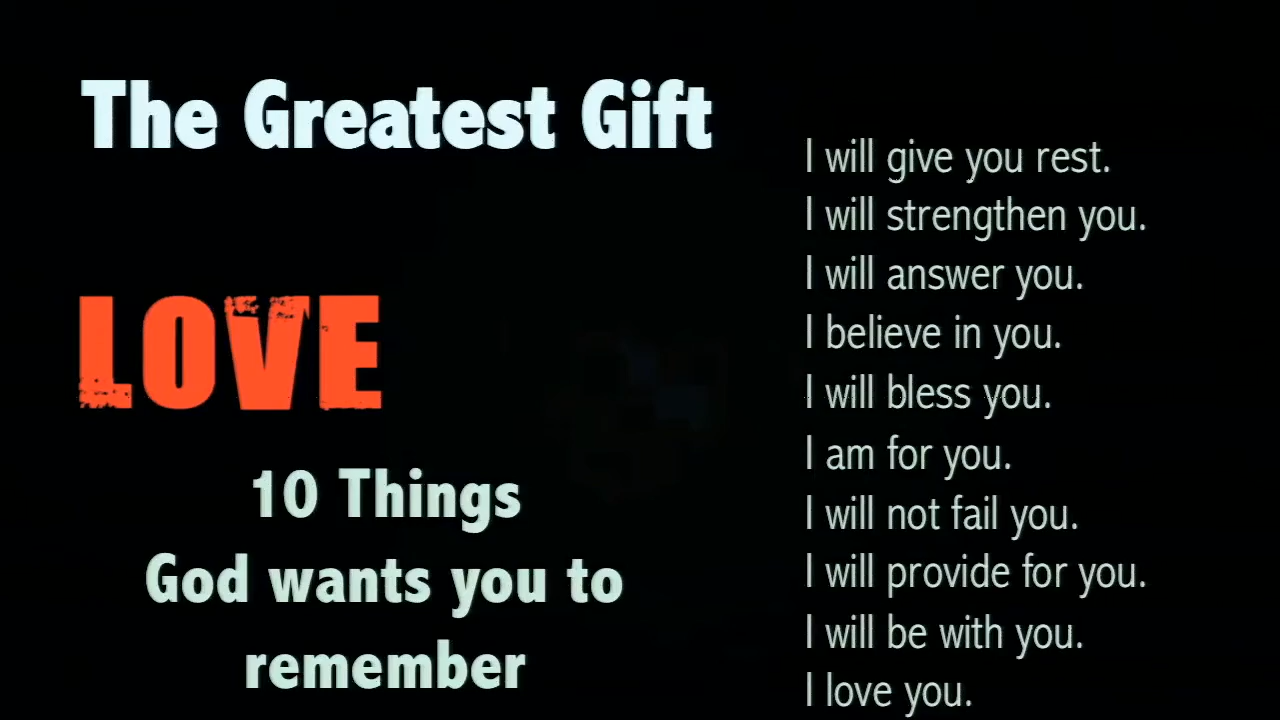 The Greatest Gift
LOVE
10 Things
God wants you to
remember
I will give you rest.
I will strengthen you.
I will answer you.
I believe in you.
I will bless you.
I am for you.
I will not fail you.
I will provide for you.
I will be with you.
I love you.